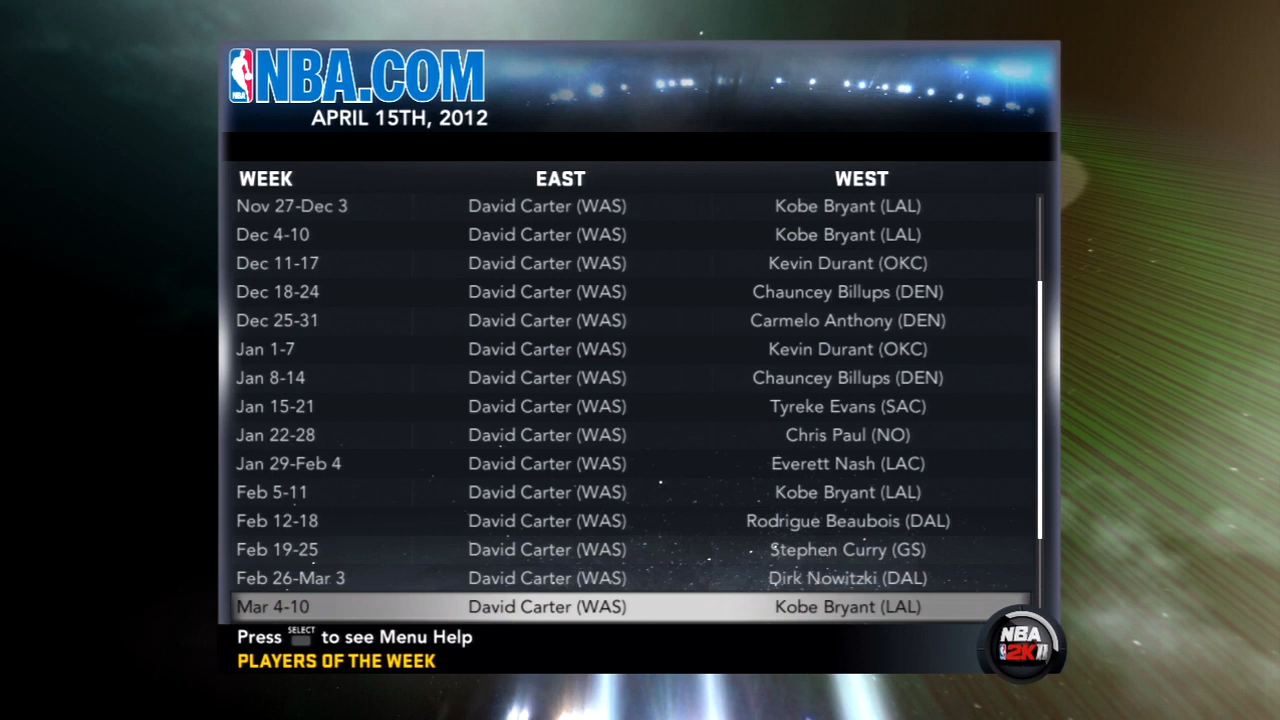 NBA NBA.COM
APRIL 15TH, 2012
WEEK EAST WEST
Nov 27-Dec 3 David Carter (WAS) Kobe Bryant (LAL)
Dec 4-10 David Carter (WAS) Kobe Bryant (LAL)
Dec 11-17 David Carter (WAS) Kevin Durant (OKC)
Dec 18-24 David Carter (WAS) Chauncey Billups (DEN)
Dec 25-31 David Carter (WAS) Carmelo Anthony (DEN)
Jan 1-7 David Carter (WAS) Kevin Durant (OKC)
Jan 8-14 David Carter (WAS) Chauncey Billups (DEN)
Jan 15-21 David Carter (WAS) Tyreke Evans (SAC)
Jan 22-28 David Carter (WAS) Chris Paul (NO)
Jan 29-Feb 4 David Carter (WAS) Everett Nash (LAC)
Feb 5-11 David Carter (WAS) Kobe Bryant (LAL)
Feb 12-18 David Carter (WAS) Rodrigue Beaubois (DAL)
Feb 19-25 David Carter (WAS) Stephen Curry (GS)
Feb 26-Mar 3 David Carter (WAS) Dirk Nowitzki (DAL)
Mar 4-10 David Carter (WAS) Kobe Bryant (LAL)
Press SELECT to see Menu Help
PLAYERS OF THE WEEK
NBA
2K11